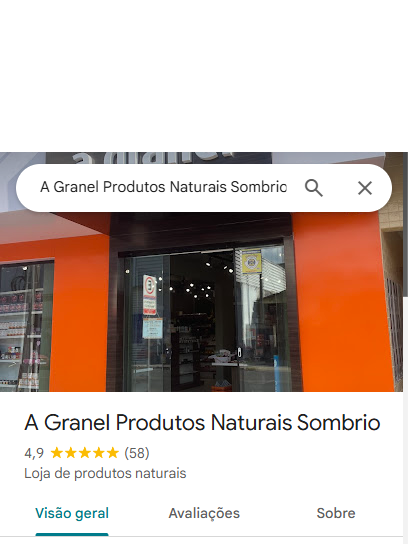 a granel
A Granel Produtos Naturais Sombrio
A Granel Produtos Naturais Sombrio
4,9 (58)
Loja de produtos naturais
Visão geral
Avaliações
Sobre